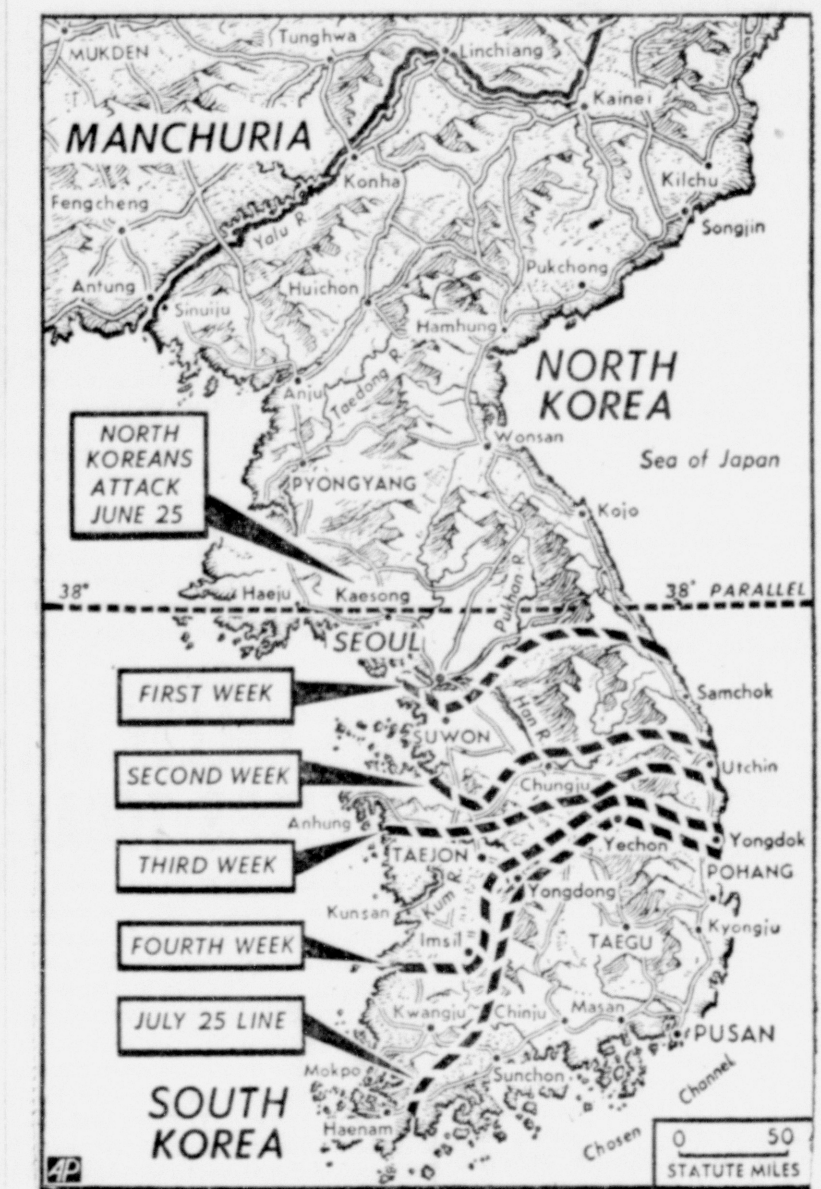 Tunghwa
MUKDEN
Linchiang
Kainei
MANCHURIA
Konha
Kilchu
Fengcheng
Songjin
Yalu R.
Antung
Sinuiju
Huichon
Pukchong
Hamhung
NORTH
KOREA
Anju
Taedong R.
Wonsan
Sea of Japan
NORTH
KOREANS
ATTACK
JUNE 25
PYONGYANG
Kojo
Pukhan R.
38°
Haeju
Kaesong
38° PARALLEL
SEOUL
FIRST WEEK
Samchok
Han R.
SUWON
SECOND WEEK
Utchin
Chungju
Anhung
TAEJON
Yechon
Yongdok
THIRD WEEK
POHANG
Yongdong
Kum R.
Kunsan
Imsil
Kyongju
FOURTH WEEK
TAEGU
JULY 25 LINE
Kwangju
Chinju
Masan
PUSAN
Mokpo
Sunchon
Chosen Channel
SOUTH
KOREA
Haenam
AP
0 50
STATUTE MILES